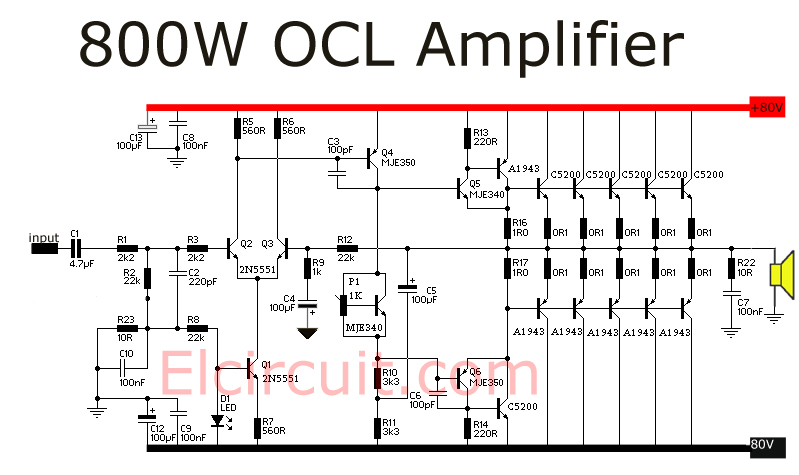 800W OCL Amplifier
+80V
C13
100µF
C8
100nF
R5
560R
R6
560R
C3
100pF
Q4
MJE350
R13
220R
A1943
Q5
MJE340
C5200
C5200
C5200
C5200
C5200
input
C1
4.7µF
R1
2k2
R3
2k2
Q2
Q3
2N5551
R12
22k
R16
1R0
0R1
0R1
0R1
0R1
0R1
R2
22k
C2
220pF
R9
1k
C4
100µF
P1
1K
MJE340
C5
100µF
R17
1R0
0R1
0R1
0R1
0R1
0R1
R22
10R
C7
100nF
R23
10R
R8
22k
A1943
A1943
A1943
A1943
A1943
C10
100nF
Elcircuit.com
Q1
2N5551
R10
3k3
C6
100pF
Q6
MJE350
C5200
D1
LED
C12
100µF
C9
100nF
R7
560R
R11
3k3
R14
220R
-80V